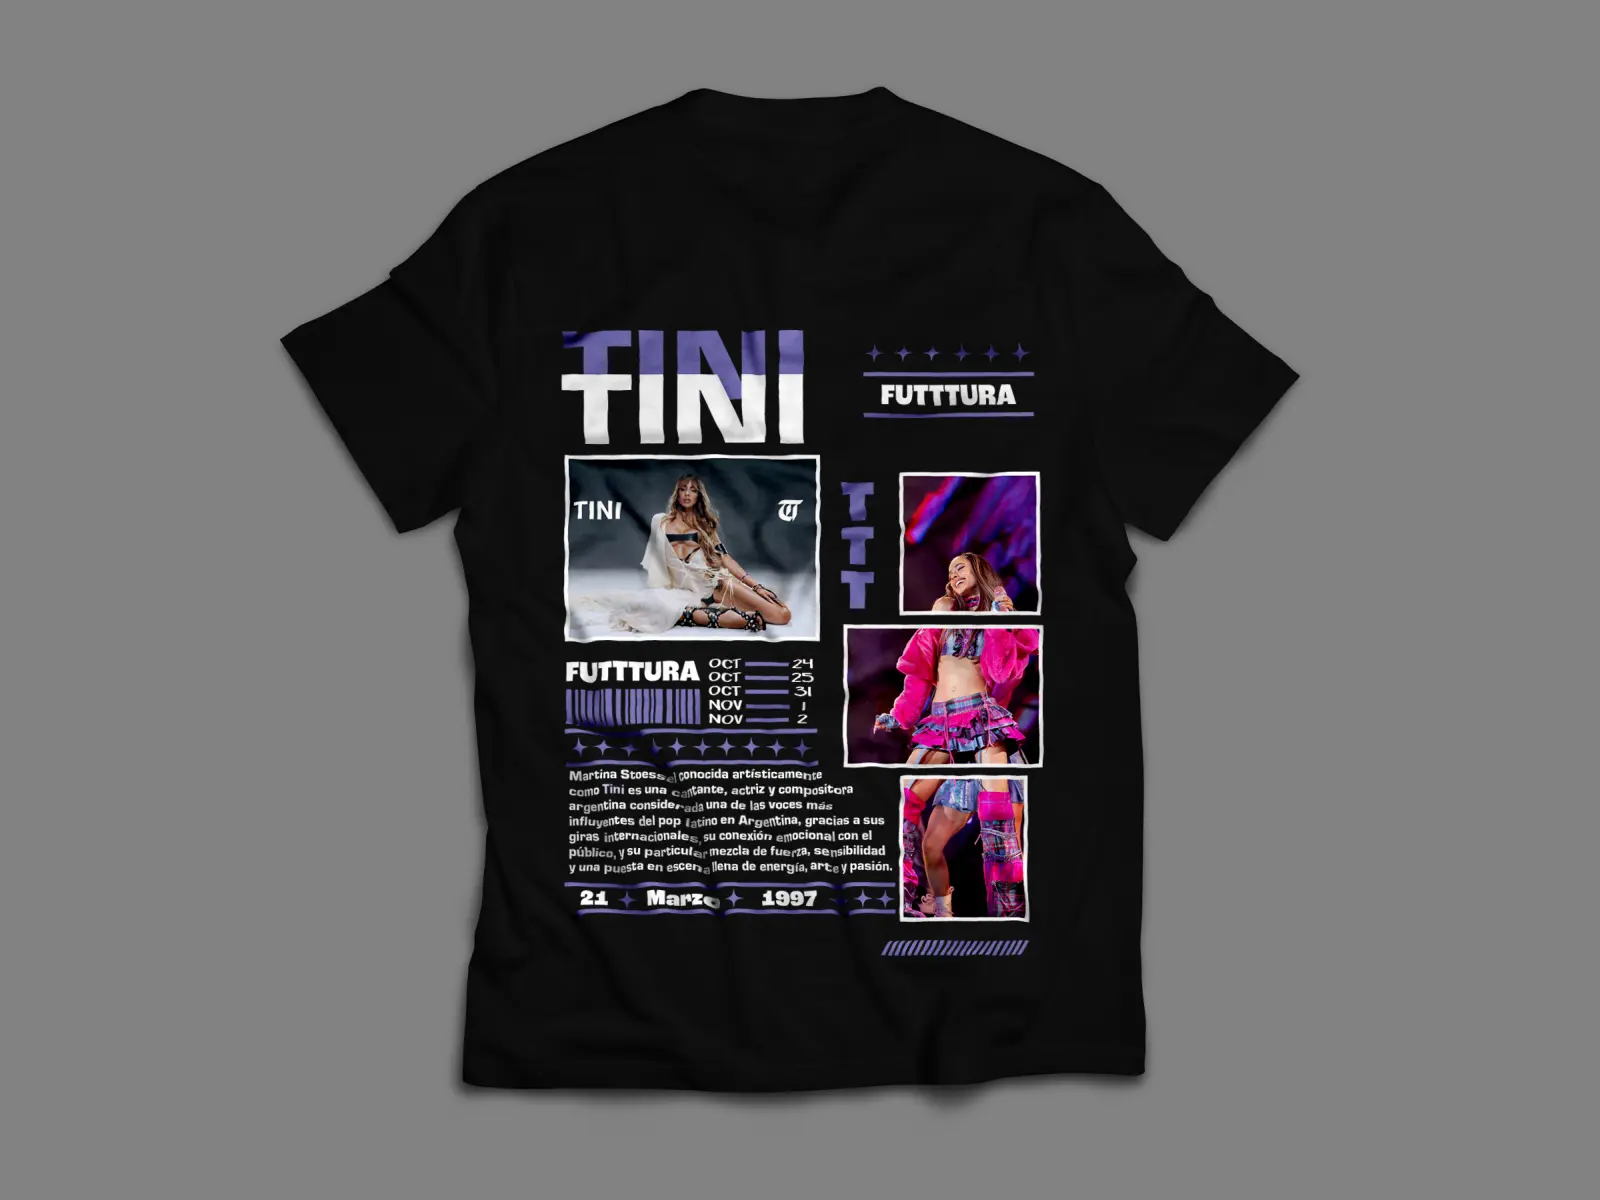 TINI
FUTTTURA
TINI
T
T
T
T
FUTTTURA
OCT 24
OCT 25
OCT 31
NOV 1
NOV 2
Martina Stoessel conocida artísticamente
como Tini es una cantante, actriz y compositora
argentina considerada una de las voces más
influyentes del pop latino en Argentina, gracias a sus
giras internacionales, su conexión emocional con el
público, y su particular mezcla de fuerza, sensibilidad
y una puesta en escena llena de energía, arte y pasión.
21 Marzo 1997